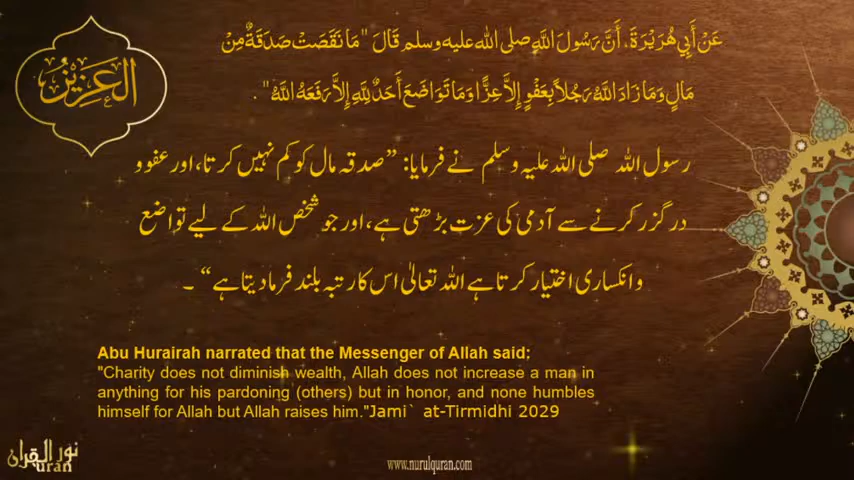 العزيز
عَنْ أَبِي هُرَيْرَةَ، أَنَّ رَسُولَ اللَّهِ صلى الله عليه وسلم قَالَ "مَا نَقَصَتْ صَدَقَةٌ مِنْ
مَالٍ وَمَا زَادَ اللَّهُ رَجُلاً بِعَفْوٍ إِلاَّ عِزًّا وَمَا تَوَاضَعَ أَحَدٌ لِلَّهِ إِلاَّ رَفَعَهُ اللَّهُ" .
رسول اللہ صلی اللہ علیہ وسلم نے فرمایا: ”صدقہ مال کو کم نہیں کرتا، اور عفو و
درگزر کرنے سے آدمی کی عزت بڑھتی ہے، اور جو شخص اللہ کے لیے تواضع
و انکساری اختیار کرتا ہے اللہ تعالیٰ اس کا رتبہ بلند فرما دیتا ہے“ ۔
Abu Hurairah narrated that the Messenger of Allah said;
"Charity does not diminish wealth, Allah does not increase a man in
anything for his pardoning (others) but in honor, and none humbles
himself for Allah but Allah raises him."Jami` at-Tirmidhi 2029
نور القرآن
Quran
www.nurulquran.com